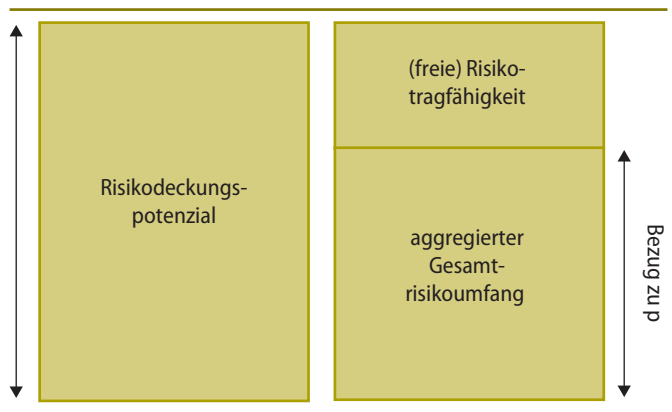 (freie) Risiko-
tragfähigkeit
Risikodeckungs-
potenzial
aggregierter
Gesamt-
risikoumfang
Bezug zu p